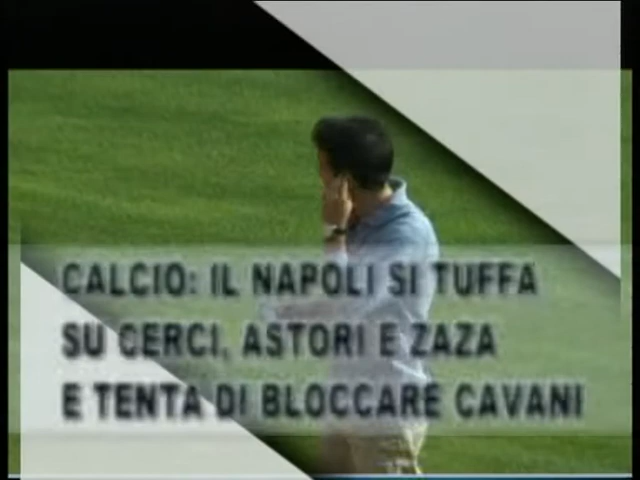 CALCIO: IL NAPOLI SI TUFFA
SU CERCI, ASTORI E ZAZA
E TENTA DI BLOCCARE CAVANI